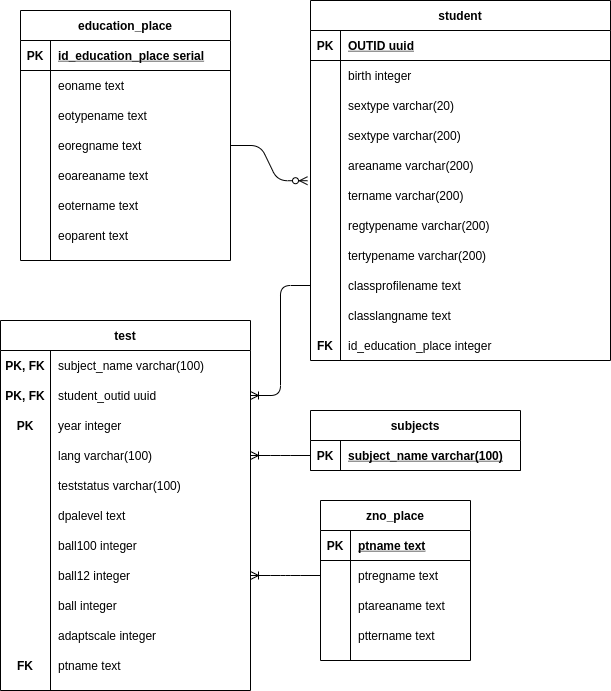 education_place
PK id_education_place serial
eoname text
eotypename text
eoregname text
eoareaname text
eotername text
eoparent text
student
PK OUTID uuid
birth integer
sextype varchar(20)
sextype varchar(200)
areaname varchar(200)
tername varchar(200)
regtypename varchar(200)
tertypename varchar(200)
classprofilename text
classlangname text
FK id_education_place integer
test
PK, FK subject_name varchar(100)
PK, FK student_outid uuid
PK year integer
lang varchar(100)
teststatus varchar(100)
dpalevel text
ball100 integer
ball12 integer
ball integer
adaptscale integer
FK ptname text
subjects
PK subject_name varchar(100)
zno_place
PK ptname text
ptregname text
ptareaname text
pttername text